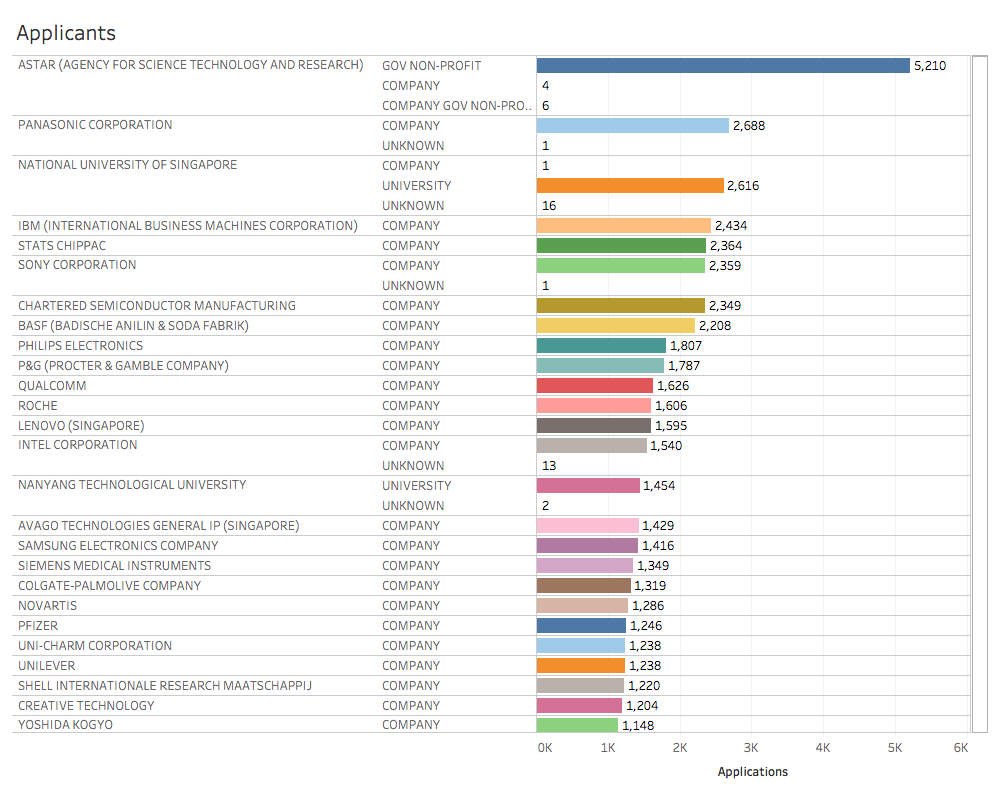 Applicants
ASTAR (AGENCY FOR SCIENCE TECHNOLOGY AND RESEARCH) GOV NON-PROFIT 5,210
COMPANY 4
COMPANY GOV NON-PRO.. 6
PANASONIC CORPORATION COMPANY 2,688
UNKNOWN 1
NATIONAL UNIVERSITY OF SINGAPORE COMPANY 1
UNIVERSITY 2,616
UNKNOWN 16
IBM (INTERNATIONAL BUSINESS MACHINES CORPORATION) COMPANY 2,434
STATS CHIPPAC COMPANY 2,364
SONY CORPORATION COMPANY 2,359
UNKNOWN 1
CHARTERED SEMICONDUCTOR MANUFACTURING COMPANY 2,349
BASF (BADISCHE ANILIN & SODA FABRIK) COMPANY 2,208
PHILIPS ELECTRONICS COMPANY 1,807
P&G (PROCTER & GAMBLE COMPANY) COMPANY 1,787
QUALCOMM COMPANY 1,626
ROCHE COMPANY 1,606
LENOVO (SINGAPORE) COMPANY 1,595
INTEL CORPORATION COMPANY 1,540
UNKNOWN 13
NANYANG TECHNOLOGICAL UNIVERSITY UNIVERSITY 1,454
UNKNOWN 2
AVAGO TECHNOLOGIES GENERAL IP (SINGAPORE) COMPANY 1,429
SAMSUNG ELECTRONICS COMPANY COMPANY 1,416
SIEMENS MEDICAL INSTRUMENTS COMPANY 1,349
COLGATE-PALMOLIVE COMPANY COMPANY 1,319
NOVARTIS COMPANY 1,286
PFIZER COMPANY 1,246
UNI-CHARM CORPORATION COMPANY 1,238
UNILEVER COMPANY 1,238
SHELL INTERNATIONALE RESEARCH MAATSCHAPPIJ COMPANY 1,220
CREATIVE TECHNOLOGY COMPANY 1,204
YOSHIDA KOGYO COMPANY 1,148
0K 1K 2K 3K 4K 5K 6K
Applications